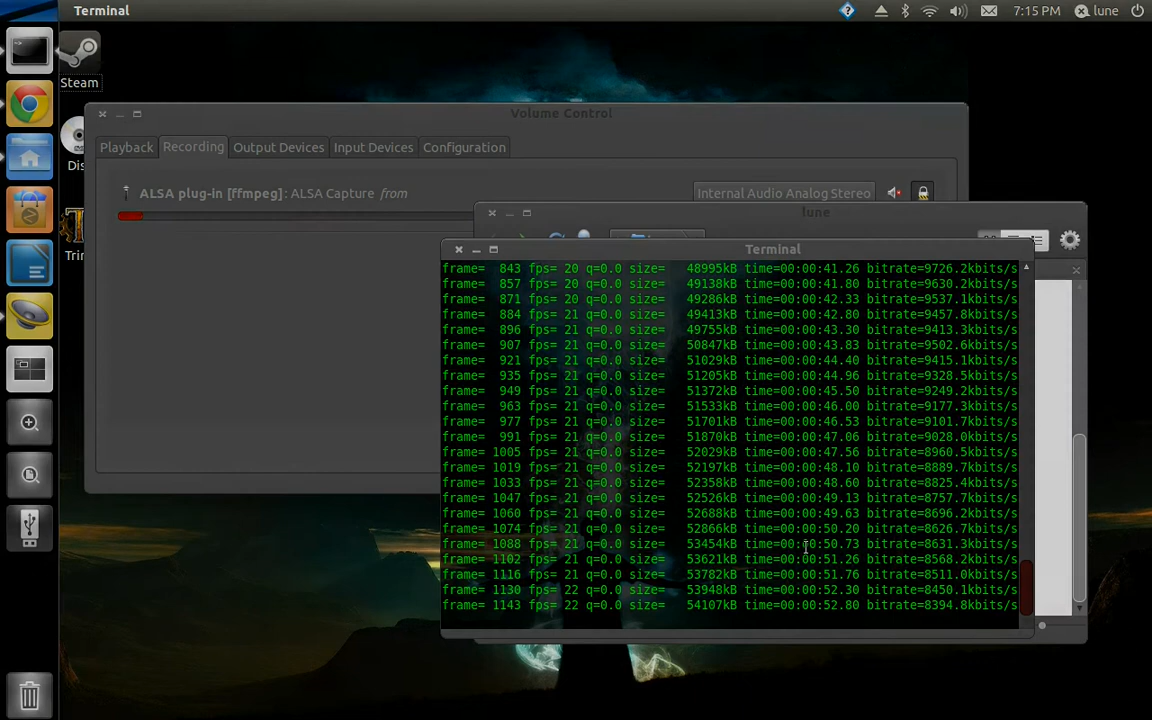 Terminal
7:15 PM lune
Steam
Volume Control
Playback Recording Output Devices Input Devices Configuration
ALSA plug-in [ffmpeg]: ALSA Capture from Internal Audio Analog Stereo
lune
Dis
Tri
Terminal
frame= 843 fps= 20 q=0.0 size= 48995kB time=00:00:41.26 bitrate=9726.2kbits/s
frame= 857 fps= 20 q=0.0 size= 49138kB time=00:00:41.80 bitrate=9630.2kbits/s
frame= 871 fps= 20 q=0.0 size= 49286kB time=00:00:42.33 bitrate=9537.1kbits/s
frame= 884 fps= 21 q=0.0 size= 49413kB time=00:00:42.80 bitrate=9457.8kbits/s
frame= 896 fps= 21 q=0.0 size= 49755kB time=00:00:43.30 bitrate=9413.3kbits/s
frame= 907 fps= 21 q=0.0 size= 50847kB time=00:00:43.83 bitrate=9502.6kbits/s
frame= 921 fps= 21 q=0.0 size= 51029kB time=00:00:44.40 bitrate=9415.1kbits/s
frame= 935 fps= 21 q=0.0 size= 51205kB time=00:00:44.96 bitrate=9328.5kbits/s
frame= 949 fps= 21 q=0.0 size= 51372kB time=00:00:45.50 bitrate=9249.2kbits/s
frame= 963 fps= 21 q=0.0 size= 51533kB time=00:00:46.00 bitrate=9177.3kbits/s
frame= 977 fps= 21 q=0.0 size= 51701kB time=00:00:46.53 bitrate=9101.7kbits/s
frame= 991 fps= 21 q=0.0 size= 51870kB time=00:00:47.06 bitrate=9028.0kbits/s
frame= 1005 fps= 21 q=0.0 size= 52029kB time=00:00:47.56 bitrate=8960.5kbits/s
frame= 1019 fps= 21 q=0.0 size= 52197kB time=00:00:48.10 bitrate=8889.7kbits/s
frame= 1033 fps= 21 q=0.0 size= 52358kB time=00:00:48.60 bitrate=8825.4kbits/s
frame= 1047 fps= 21 q=0.0 size= 52526kB time=00:00:49.13 bitrate=8757.7kbits/s
frame= 1060 fps= 21 q=0.0 size= 52688kB time=00:00:49.63 bitrate=8696.2kbits/s
frame= 1074 fps= 21 q=0.0 size= 52866kB time=00:00:50.20 bitrate=8626.7kbits/s
frame= 1088 fps= 21 q=0.0 size= 53454kB time=00:00:50.73 bitrate=8631.3kbits/s
frame= 1102 fps= 21 q=0.0 size= 53621kB time=00:00:51.26 bitrate=8568.2kbits/s
frame= 1116 fps= 21 q=0.0 size= 53782kB time=00:00:51.76 bitrate=8511.0kbits/s
frame= 1130 fps= 22 q=0.0 size= 53948kB time=00:00:52.30 bitrate=8450.1kbits/s
frame= 1143 fps= 22 q=0.0 size= 54107kB time=00:00:52.80 bitrate=8394.8kbits/s